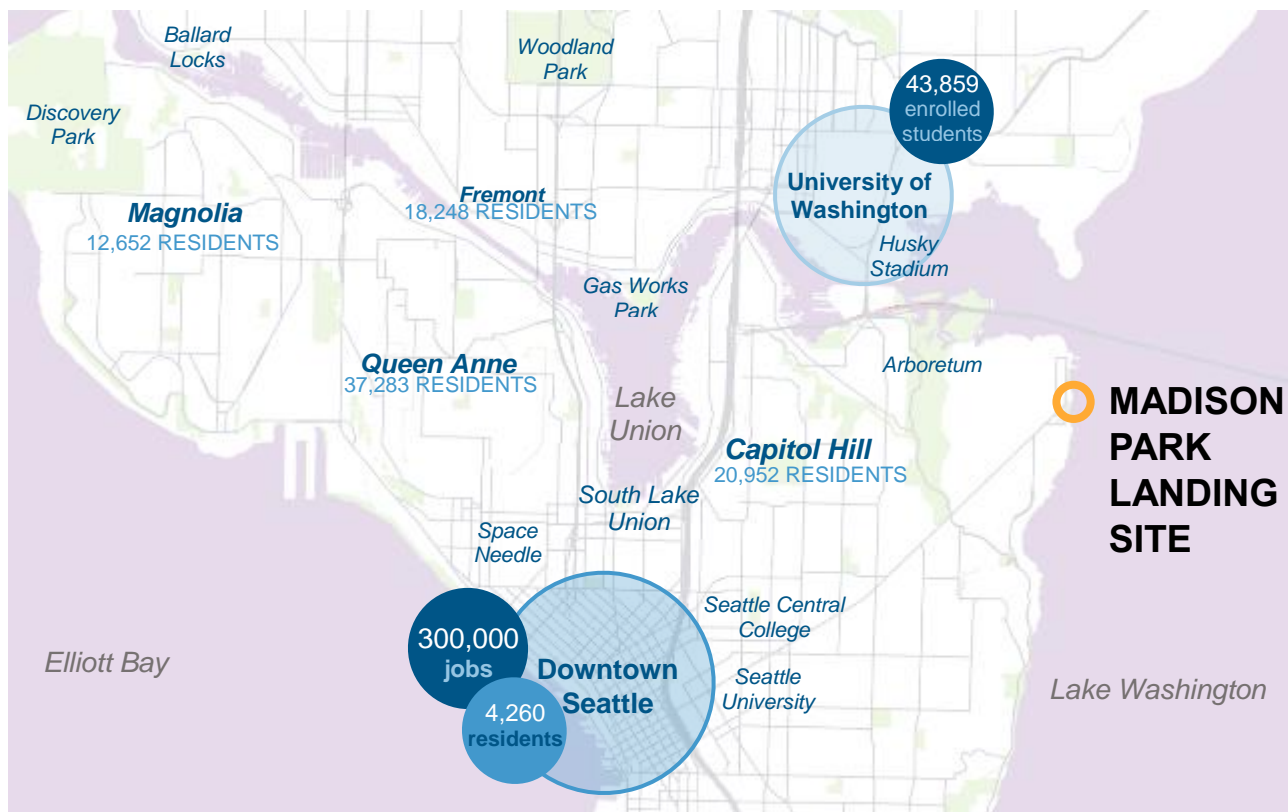 Ballard
Locks
Woodland
Park
43,859
enrolled
students
Discovery
Park
University of
Washington
Fremont
18,248 RESIDENTS
Magnolia
12,652 RESIDENTS
Husky
Stadium
Gas Works
Park
Queen Anne
37,283 RESIDENTS
Arboretum
Lake
Union
MADISON
PARK
LANDING
SITE
Capitol Hill
20,952 RESIDENTS
South Lake
Union
Space
Needle
Seattle Central
College
300,000
jobs
Downtown
Seattle
Elliott Bay
Seattle
University
Lake Washington
4,260
residents